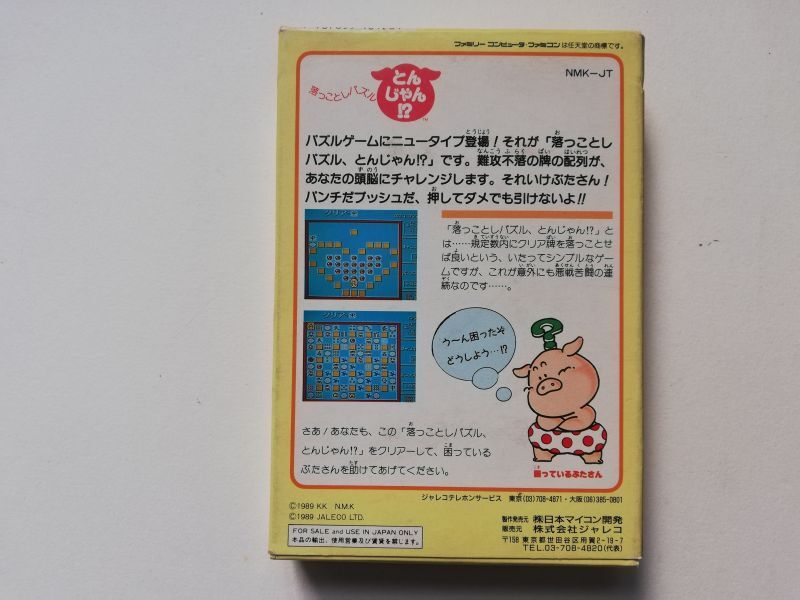 ファミリー コンピュータ・ファミコンは任天堂の商標です。
NMK-JT
落っことしパズル
とん
じゃん
!?
TM
パズルゲームにニュータイプ登場！それが「落っことし
パズル、とんじゃん!?」です。難攻不落の牌の配列が、
あなたの頭脳にチャレンジします。それいけぶたさん！
パンチだプッシュだ、押してダメでも引けないよ!!
クリアー
「落っことしパズル、とんじゃん!?」と
は……規定数内にクリア牌を落っことせ
ば良いという、いたってシンプルなゲー
ムですが、これが意外にも悪戦苦闘の連
続なのです……。
クリアー
う〜ん困ったぞ
どうしよう…!?
さあ！あなたも、この「落っことしパズル、
とんじゃん!?」をクリアーして、困っている
ぶたさんを助けてあげてください。
困っているぶたさん
ジャレコテレホンサービス 東京(03)708-4871・大阪(06)385-0801
©1989 KK N.M.K
©1989 JALECO LTD.
FOR SALE and USE IN JAPAN ONLY
本品の輸出、使用営業及び賃貸を禁じます。
製作発売元 ㈱日本マイコン開発
販売元 株式会社ジャレコ
〒158 東京都世田谷区用賀2-19-7
TEL.03-708-4820(代表)